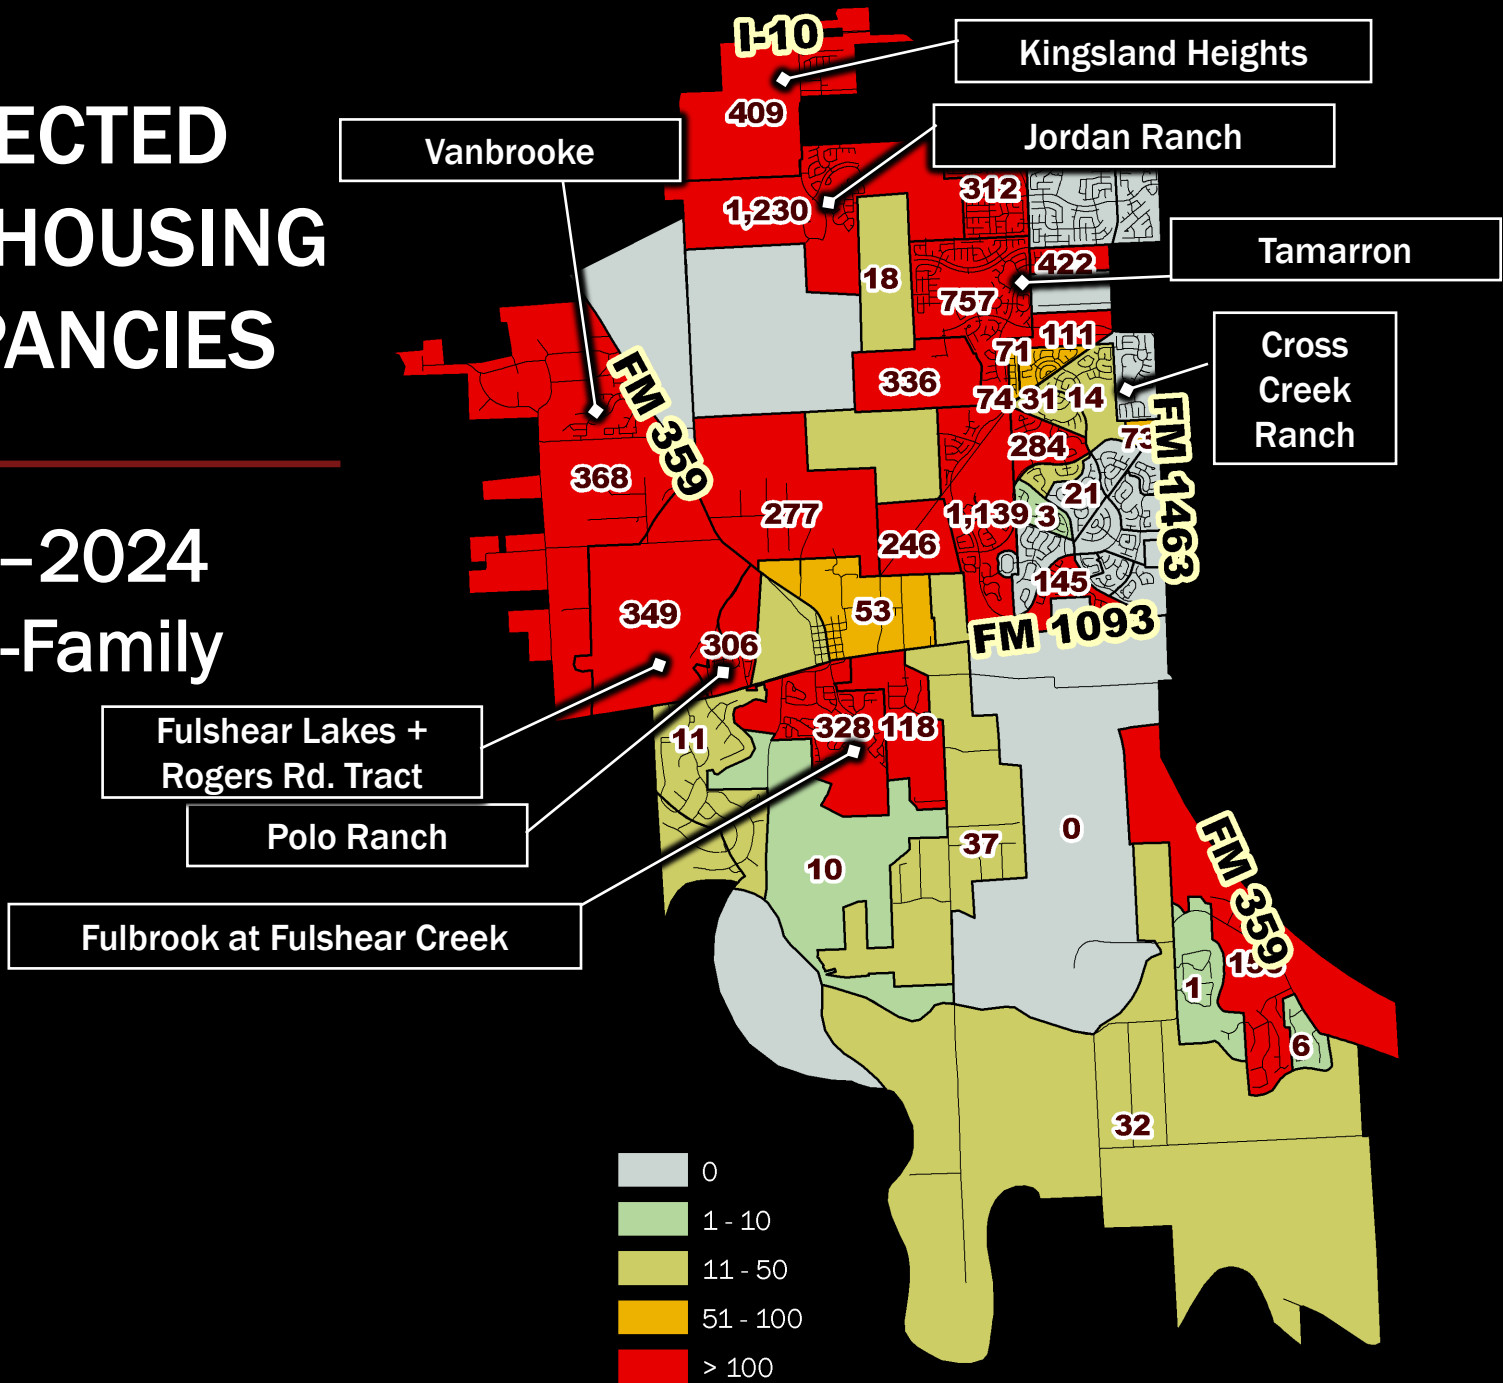 ECTED
HOUSING
PANCIES
–2024
-Family
I-10
Kingsland Heights
409
Jordan Ranch
Vanbrooke
312
1,230
Tamarron
422
18
757
111
71
Cross
Creek
Ranch
336
74 31 14
FM 359
284
73
FM 1463
368
21
277
1,139 3
246
145
349
53
306
FM 1093
Fulshear Lakes +
Rogers Rd. Tract
11
328 118
Polo Ranch
0
37
10
FM 359
Fulbrook at Fulshear Creek
1
6
32
0
1 - 10
11 - 50
51 - 100
> 100